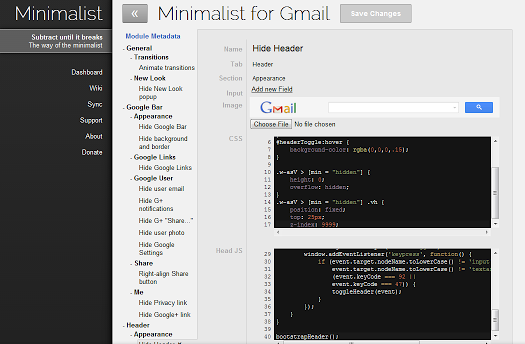 Minimalist
Subtract until it breaks
The way of the minimalist
Dashboard
Wiki
Sync
Support
About
Donate
« Minimalist for Gmail Save Changes
Module Metadata
- General
- Transitions
Animate transitions
- New Look
Hide New Look
popup
- Google Bar
- Appearance
Hide Google Bar
Hide background
and border
- Google Links
Hide Google Links
- Google User
Hide user email
Hide G+
notifications
Hide G+ "Share..."
Hide user photo
Hide Google
Settings
- Share
Right-align Share
button
- Me
Hide Privacy link
Hide Google+ link
- Header
- Appearance
Name Hide Header
Tab Header
Section Appearance
Input Add new Field
Image Gmail
Choose File No file chosen
CSS
6 #headerToggle:hover {
7 background-color: rgba(0,0,0,.15);
8 }
9
10 .w-asV > [min = "hidden"] {
11 height: 0;
12 overflow: hidden;
13 }
14 .w-asV > [min = "hidden"] .vh {
15 position: fixed;
16 top: 25px;
17 z-index: 9999;
Head JS
29 window.addEventListener('keypress', function() {
30 if (event.target.nodeName.toLowerCase() != 'input
31 event.target.nodeName.toLowerCase() != 'texta
32 (event.keyCode === 92 ||
33 event.keyCode === 47)) {
34 toggleHeader(event);
35 }
36 });
37 }
38 }
39
40 bootstrapHeader();